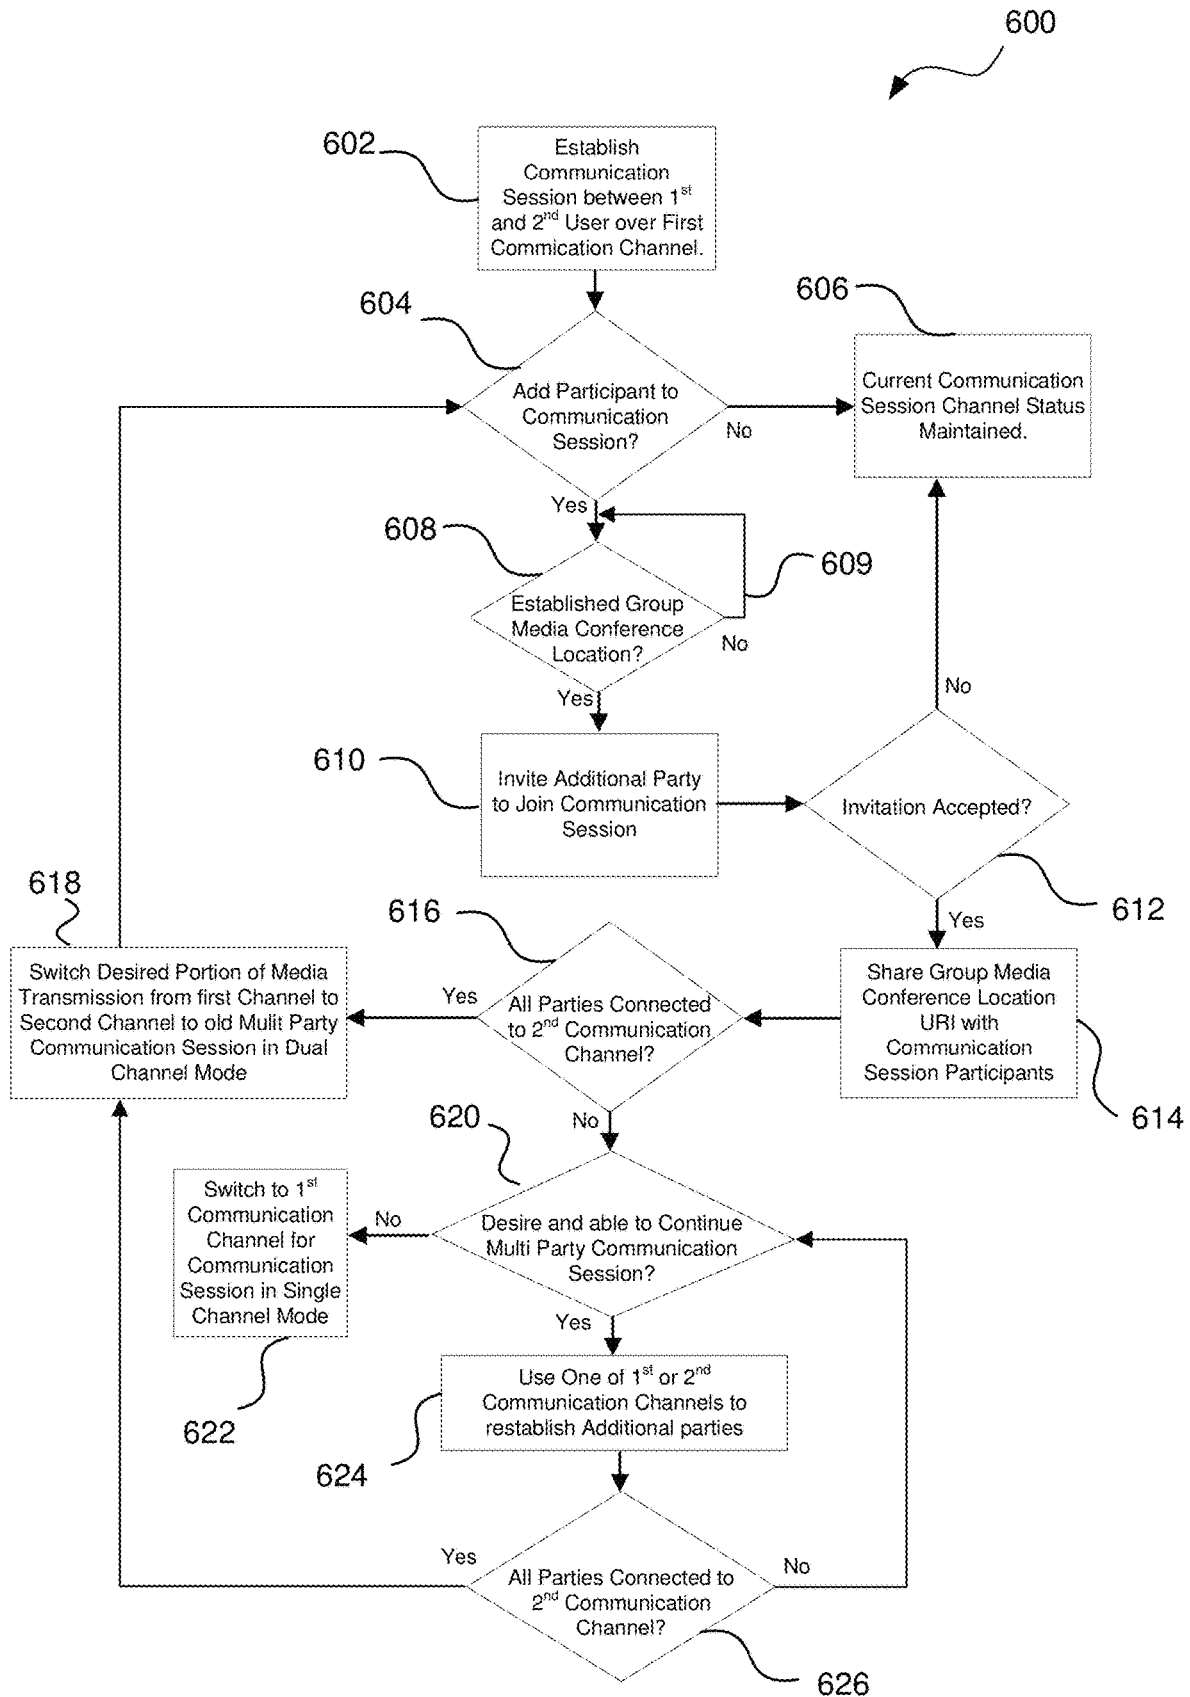 600
602
Establish
Communication
Session between 1st
and 2nd User over First
Commication Channel.
604
606
Add Participant to
Communication
Session?
No
Current Communication
Session Channel Status
Maintained.
Yes
608
609
Established Group
Media Conference
Location?
No
Yes
No
610
Invite Additional Party
to Join Communication
Session
Invitation Accepted?
612
Yes
618
616
Switch Desired Portion of Media
Transmission from first Channel to
Second Channel to old Mulit Party
Communication Session in Dual
Channel Mode
Yes
All Parties Connected
to 2nd Communication
Channel?
Share Group Media
Conference Location
URI with
Communication
Session Participants
614
No
620
Switch to 1st
Communication
Channel for
Communication
Session in Single
Channel Mode
No
Desire and able to Continue
Multi Party Communication
Session?
Yes
622
Use One of 1st or 2nd
Communication Channels to
restablish Additional parties
624
Yes
No
All Parties Connected to
2nd Communication
Channel?
626